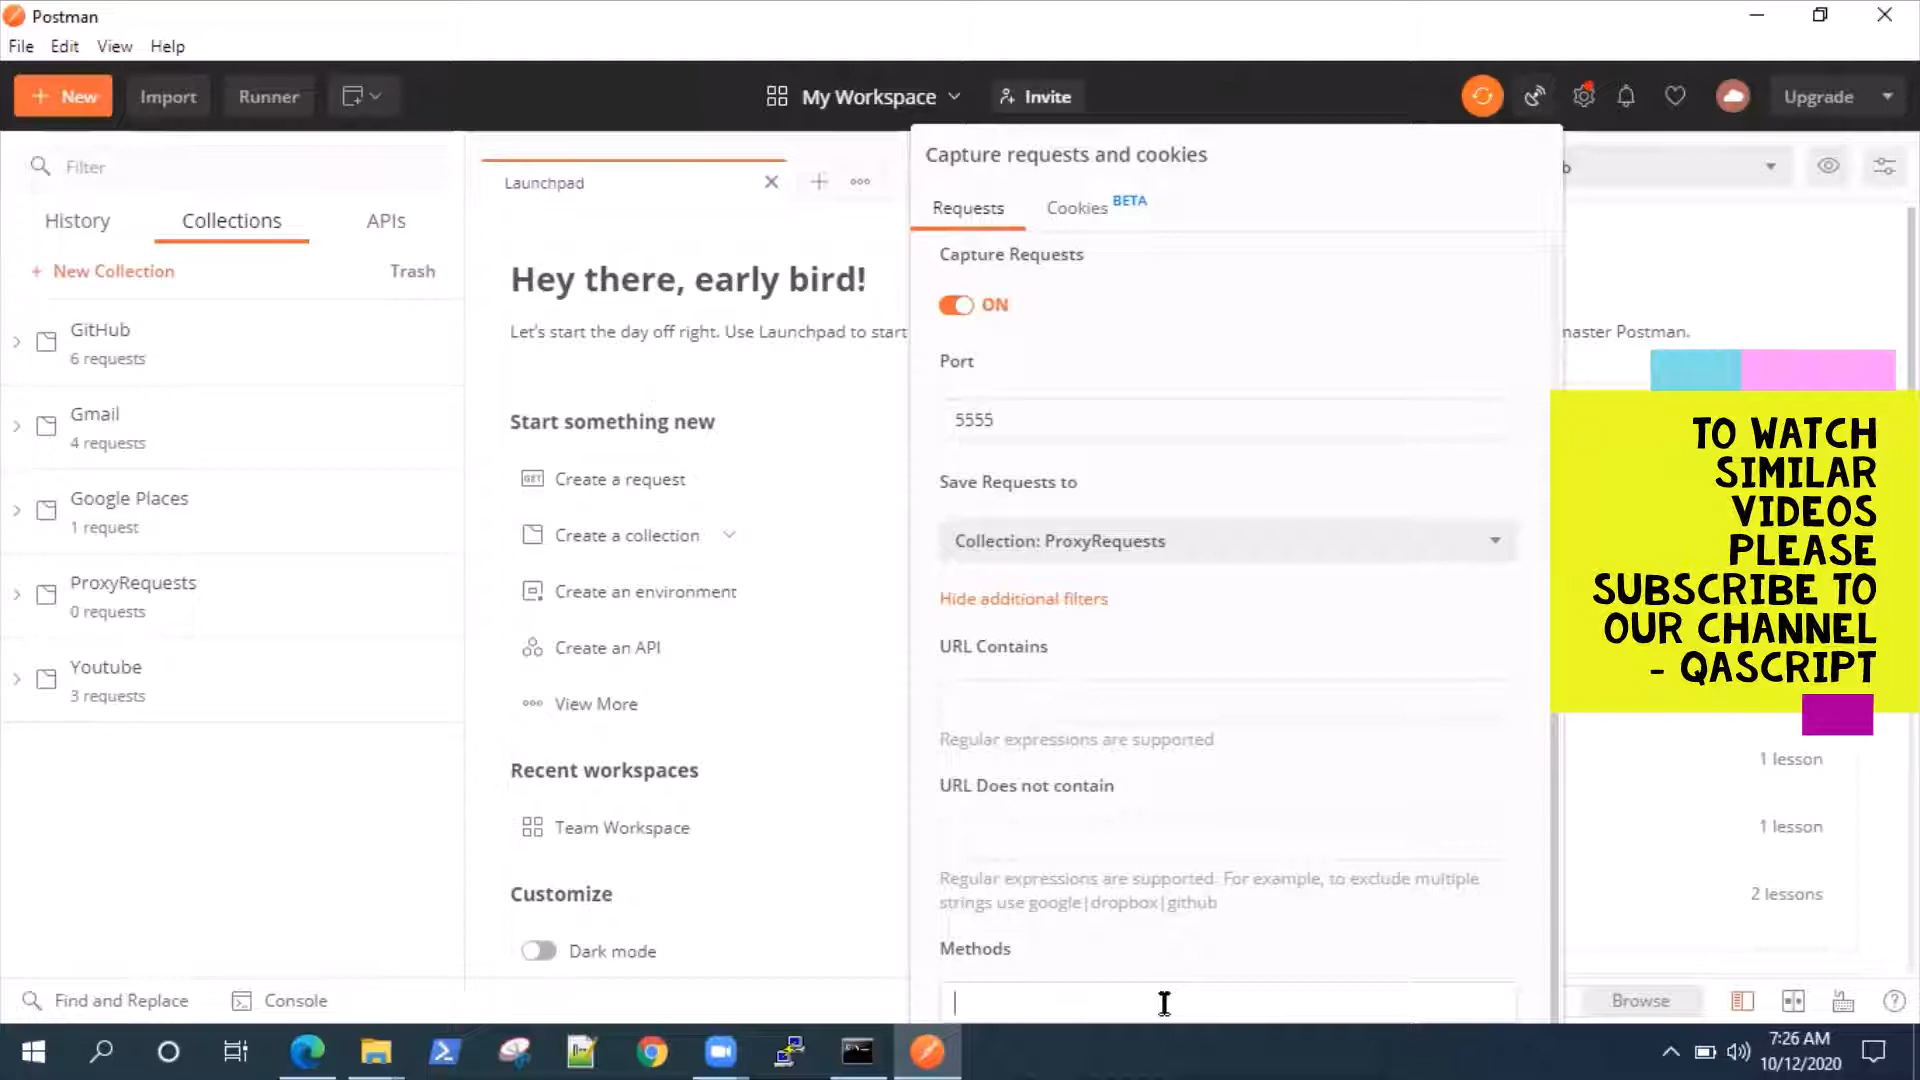 Postman
File Edit View Help
+ New Import Runner My Workspace Invite Upgrade
Filter
History Collections APIs
+ New Collection Trash
GitHub
6 requests
Gmail
4 requests
Google Places
1 request
ProxyRequests
0 requests
Youtube
3 requests
Launchpad
Hey there, early bird!
Let's start the day off right. Use Launchpad to start
master Postman.
Start something new
GET Create a request
Create a collection
Create an environment
Create an API
View More
Recent workspaces
Team Workspace
Customize
Dark mode
Capture requests and cookies
Requests Cookies BETA
Capture Requests
ON
Port
5555
Save Requests to
Collection: ProxyRequests
Hide additional filters
URL Contains
Regular expressions are supported
URL Does not contain
Regular expressions are supported. For example, to exclude multiple
strings use google|dropbox|github
Methods
TO WATCH
SIMILAR
VIDEOS
PLEASE
SUBSCRIBE TO
OUR CHANNEL
- QASCRIPT
1 lesson
1 lesson
2 lessons
Find and Replace Console Browse
7:26 AM
10/12/2020